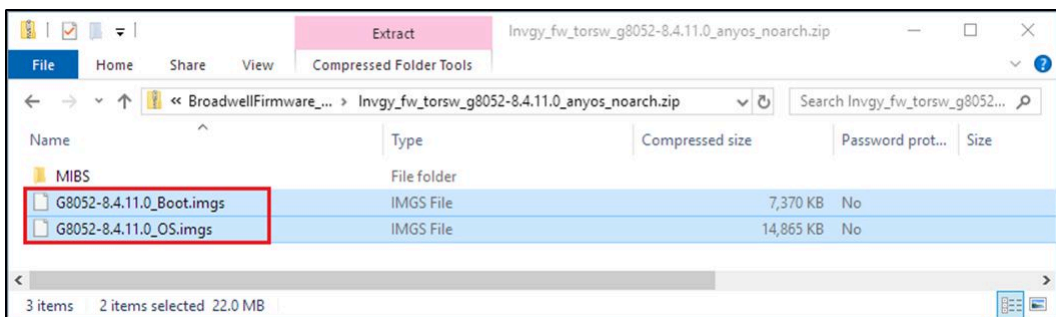 Extract
Invgy_fw_torsw_g8052-8.4.11.0_anyos_noarch.zip
File Home Share View Compressed Folder Tools
« BroadwellFirmware_... > Invgy_fw_torsw_g8052-8.4.11.0_anyos_noarch.zip Search Invgy_fw_torsw_g8052...
Name Type Compressed size Password prot... Size
MIBS File folder
G8052-8.4.11.0_Boot.imgs IMGS File 7,370 KB No
G8052-8.4.11.0_OS.imgs IMGS File 14,865 KB No
3 items 2 items selected 22.0 MB